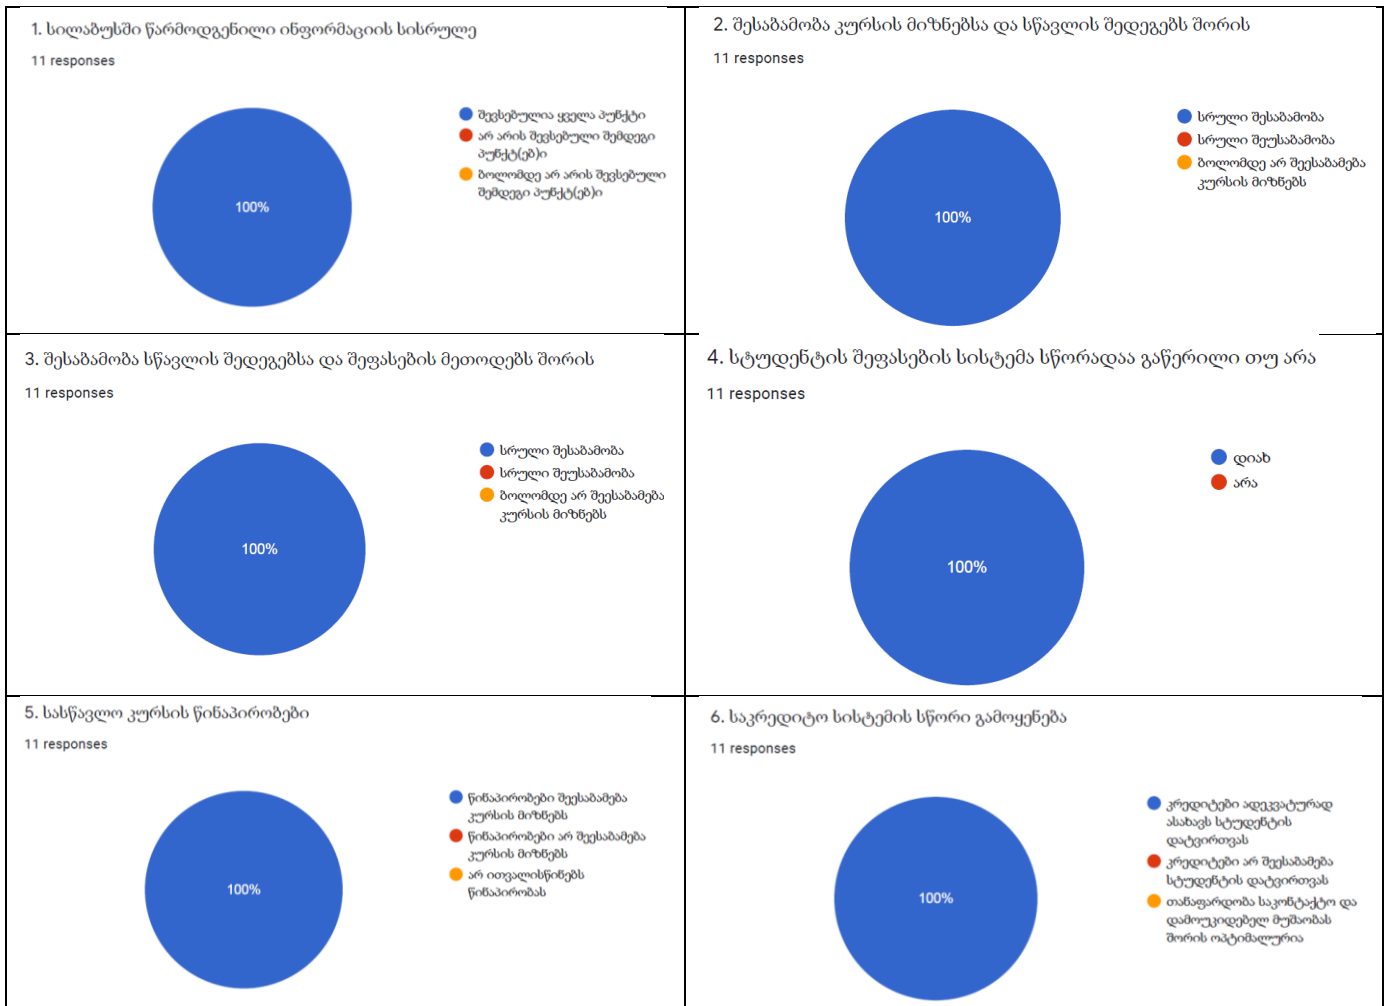 1. სილაბუსში წარმოდგენილი ინფორმაციის სისრულე
11 responses
100%
შევსებულია ყველა პუნქტი
არ არის შევსებული შემდეგი
პუნქტ(ებ)ი
ბოლომდე არ არის შევსებული
შემდეგი პუნქტ(ებ)ი
2. შესაბამობა კურსის მიზნებსა და სწავლის შედეგებს შორის
11 responses
100%
სრული შესაბამობა
სრული შეუსაბამობა
ბოლომდე არ შეესაბამება
კურსის მიზნებს
3. შესაბამობა სწავლის შედეგებსა და შეფასების მეთოდებს შორის
11 responses
100%
სრული შესაბამობა
სრული შეუსაბამობა
ბოლომდე არ შეესაბამება
კურსის მიზნებს
4. სტუდენტის შეფასების სისტემა სწორადაა გაწერილი თუ არა
11 responses
100%
დიახ
არა
5. სასწავლო კურსის წინაპირობები
11 responses
100%
წინაპირობები შეესაბამება
კურსის მიზნებს
წინაპირობები არ შეესაბამება
კურსის მიზნებს
არ ითვალისწინებს
წინაპირობას
6. საკრედიტო სისტემის სწორი გამოყენება
11 responses
100%
კრედიტები ადეკვატურად
ასახავს სტუდენტის
დატვირთვას
კრედიტები არ შეესაბამება
სტუდენტის დატვირთვას
თანაფარდობა საკონტაქტო და
დამოუკიდებელ მუშაობას
შორის ოპტიმალურია